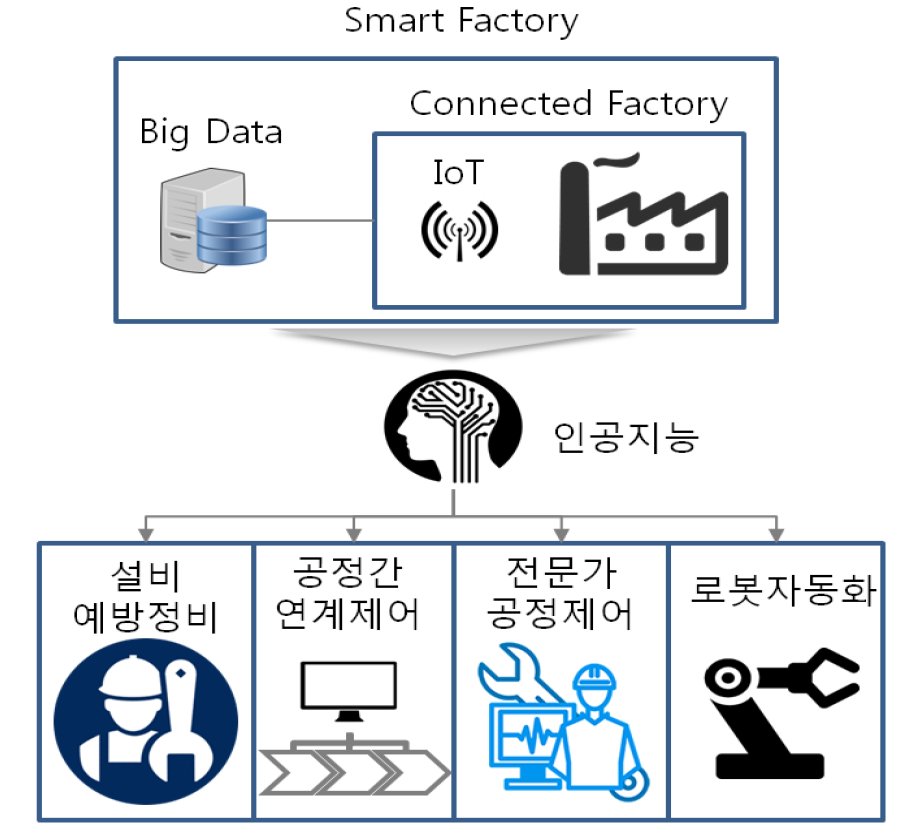 Smart Factory
Connected Factory
Big Data
IoT
인공지능
설비
예방정비
공정간
연계제어
전문가
공정제어
로봇자동화